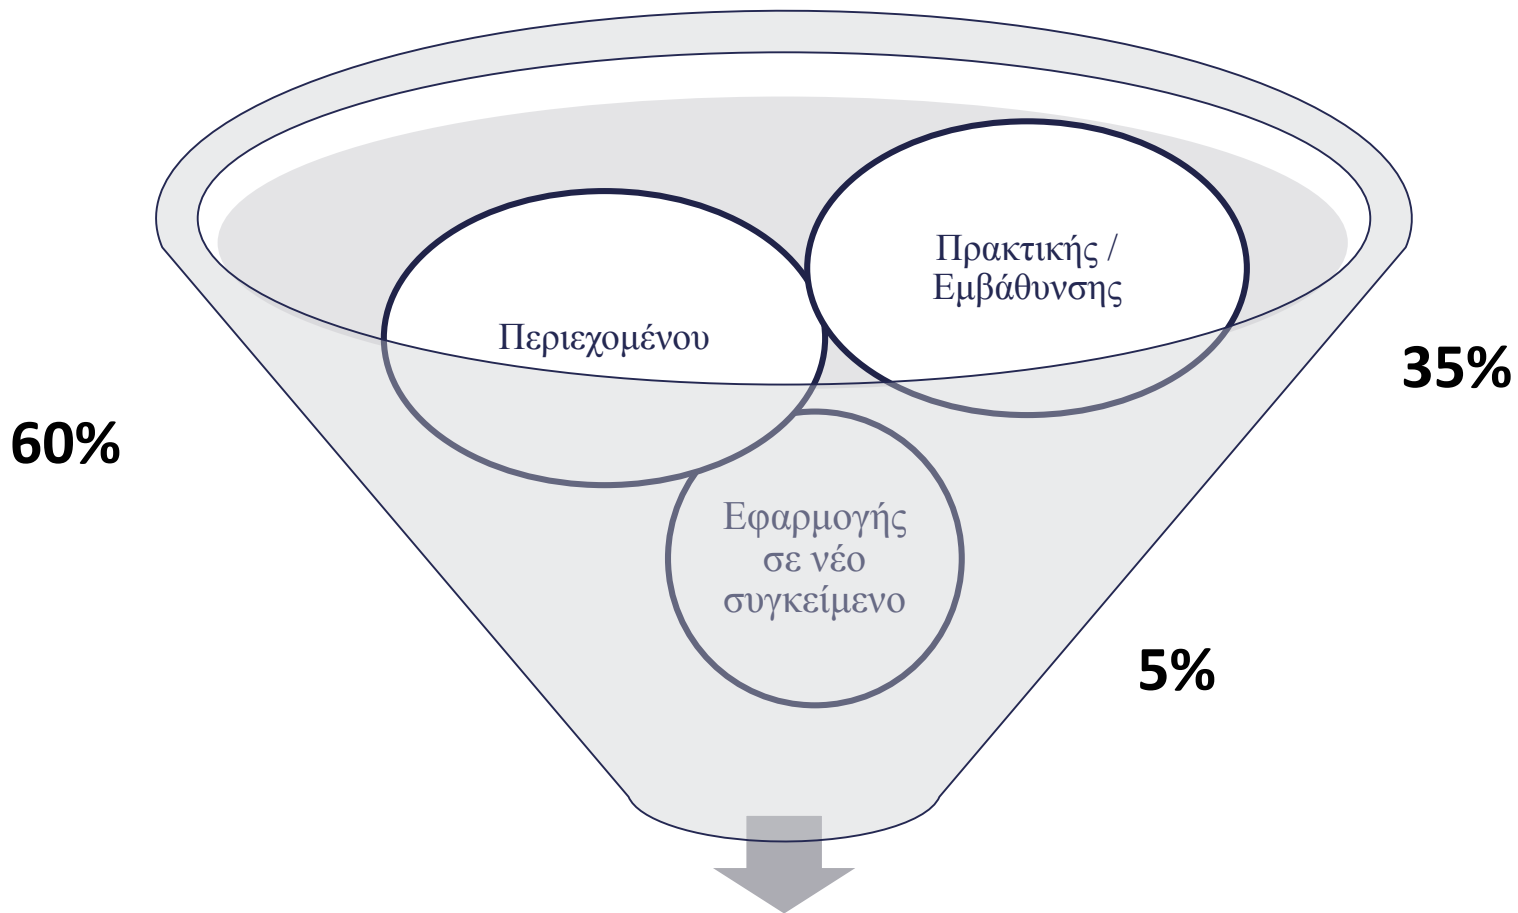 Πρακτικής /
Εμβάθυνσης
Περιεχομένου
35%
60%
Εφαρμογής
σε νέο
συγκείμενο
5%